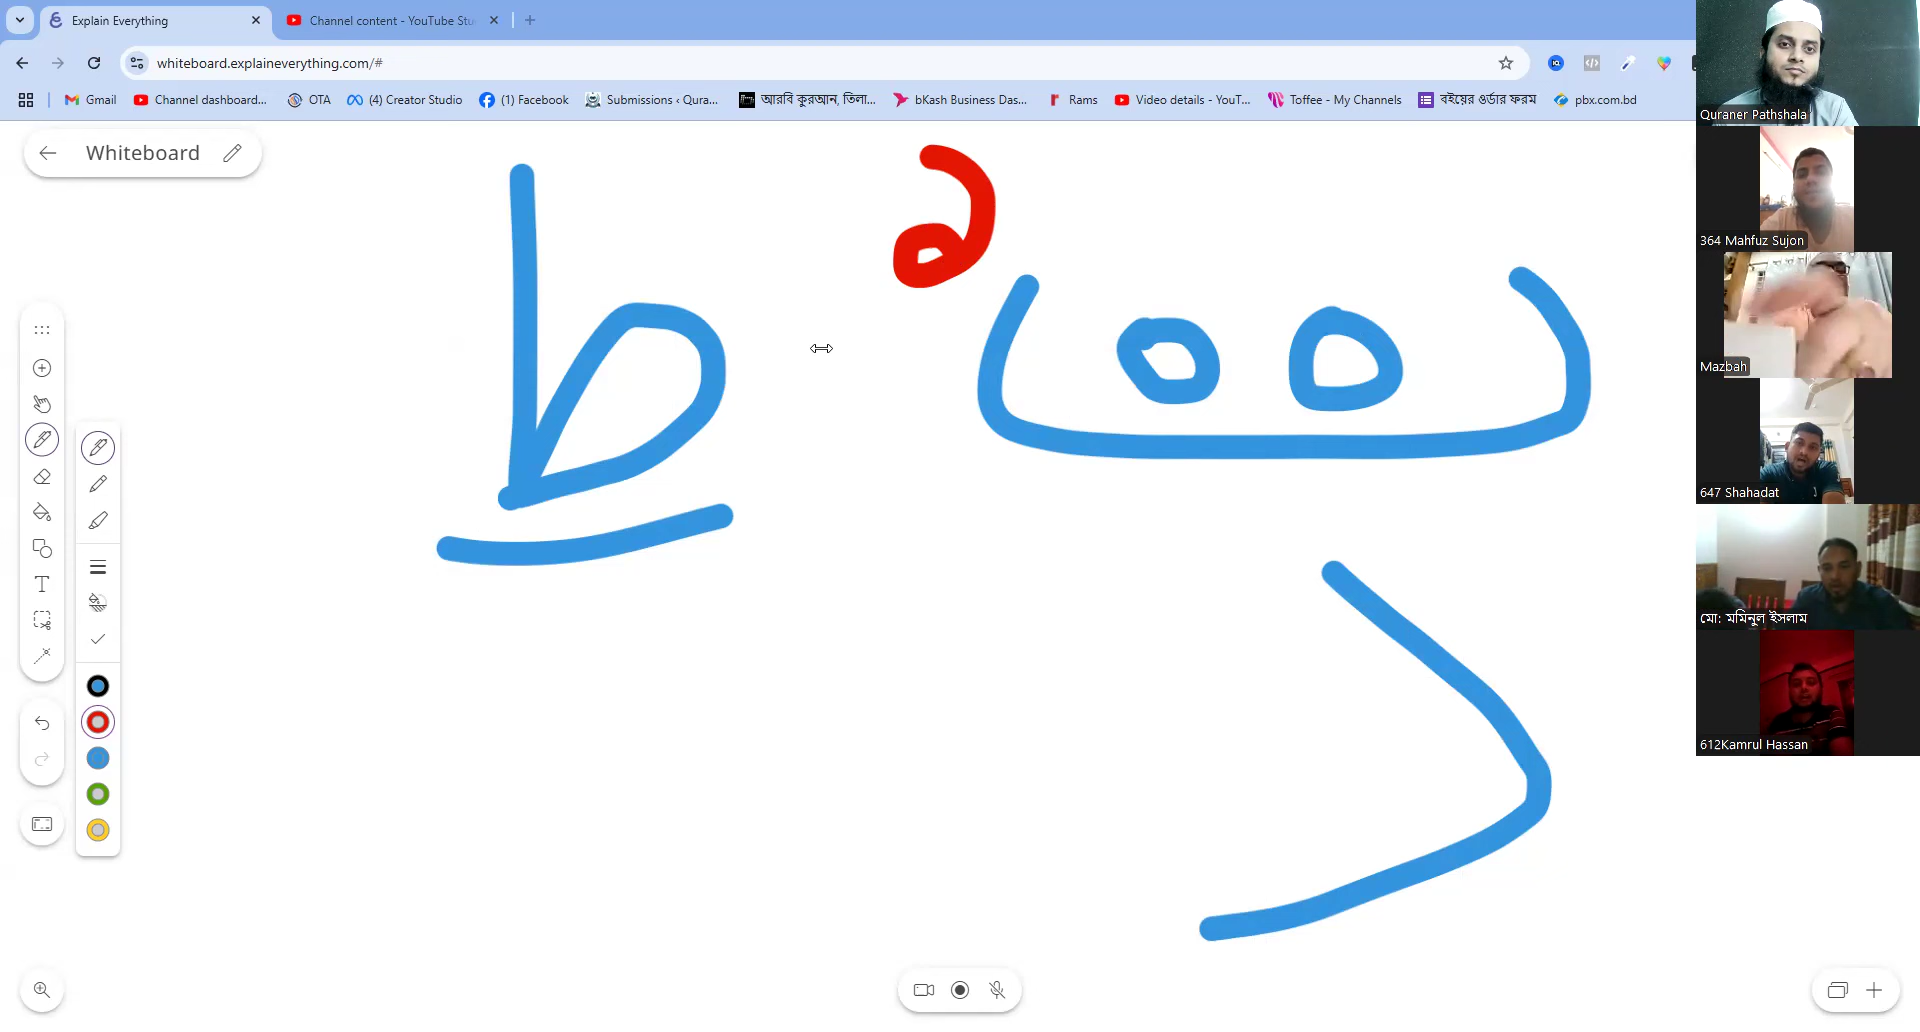 Explain Everything
Channel content - YouTube Stu
whiteboard.explaineverything.com/#
Gmail
Channel dashboard...
OTA
(4) Creator Studio
(1) Facebook
Submissions ‹ Qura...
আরবি কুরআন, তিলা...
bKash Business Das...
Rams
Video details - YouT...
Toffee - My Channels
বইয়ের ওর্ডার ফরম
pbx.com.bd
Whiteboard
ط
ت
د
Quraner Pathshala
364 Mahfuz Sujon
Mazbah
647 Shahadat
মো: মমিনুল ইসলাম
612Kamrul Hassan